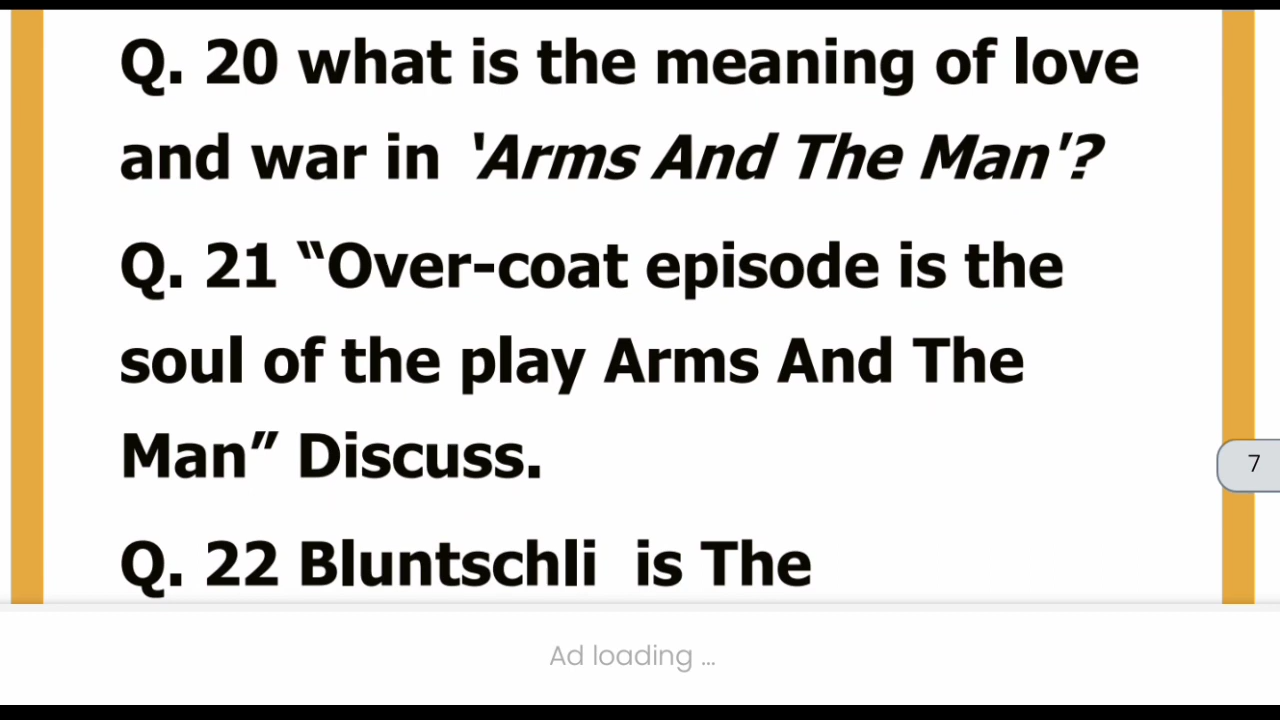 Q. 20 what is the meaning of love
and war in 'Arms And The Man'?
Q. 21 “Over-coat episode is the
soul of the play Arms And The
Man” Discuss.
7
Q. 22 Bluntschli  is The
Ad loading ...